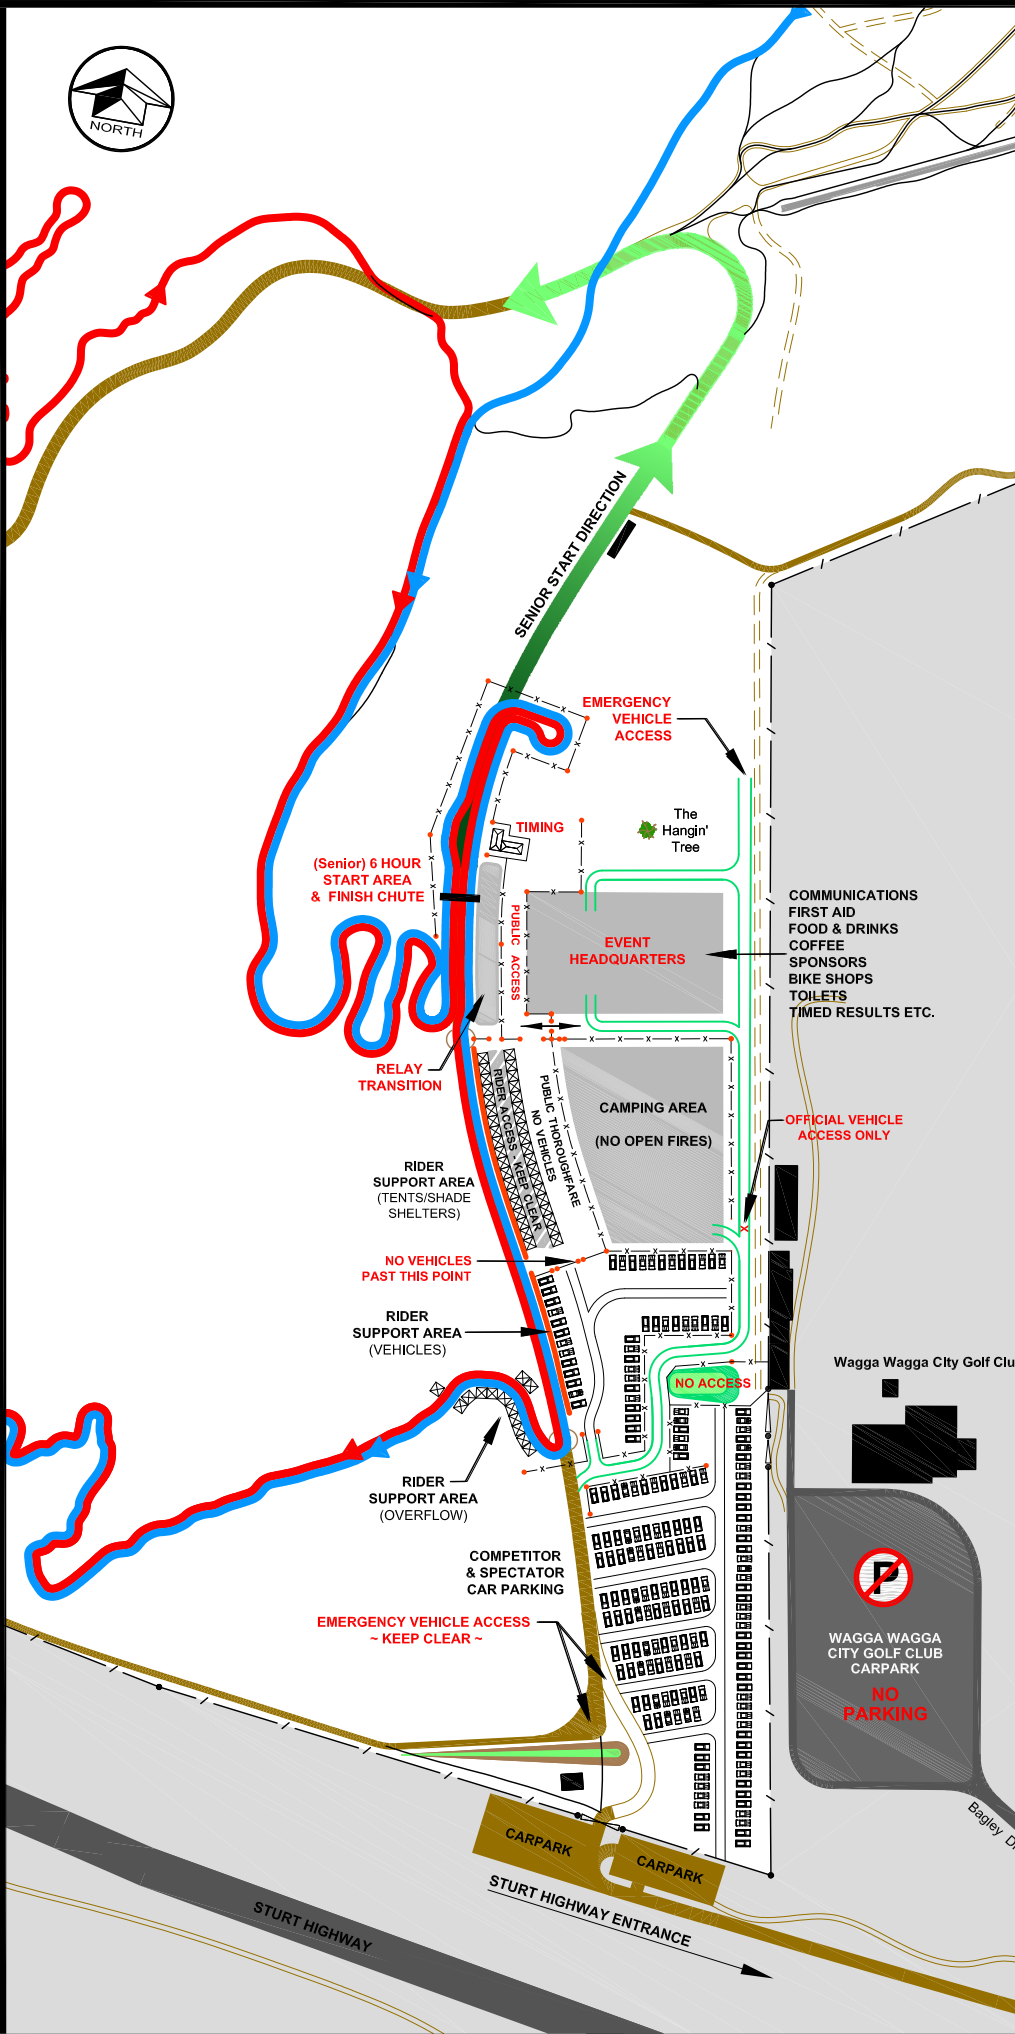 NORTH
SENIOR START DIRECTION
EMERGENCY
VEHICLE
ACCESS
The
Hangin'
Tree
TIMING
(Senior) 6 HOUR
START AREA
& FINISH CHUTE
PUBLIC ACCESS
EVENT
HEADQUARTERS
COMMUNICATIONS
FIRST AID
FOOD & DRINKS
COFFEE
SPONSORS
BIKE SHOPS
TOILETS
TIMED RESULTS ETC.
RELAY
TRANSITION
RIDER ACCESS - KEEP CLEAR
PUBLIC THOROUGHFARE
NO VEHICLES
CAMPING AREA
(NO OPEN FIRES)
OFFICIAL VEHICLE
ACCESS ONLY
RIDER
SUPPORT AREA
(TENTS/SHADE
SHELTERS)
NO VEHICLES
PAST THIS POINT
RIDER
SUPPORT AREA
(VEHICLES)
NO ACCESS
Wagga Wagga CIty Golf Clu
RIDER
SUPPORT AREA
(OVERFLOW)
COMPETITOR
& SPECTATOR
CAR PARKING
EMERGENCY VEHICLE ACCESS
~ KEEP CLEAR ~
P
WAGGA WAGGA
CITY GOLF CLUB
CARPARK
NO
PARKING
Bagley D
CARPARK
CARPARK
STURT HIGHWAY ENTRANCE
STURT HIGHWAY